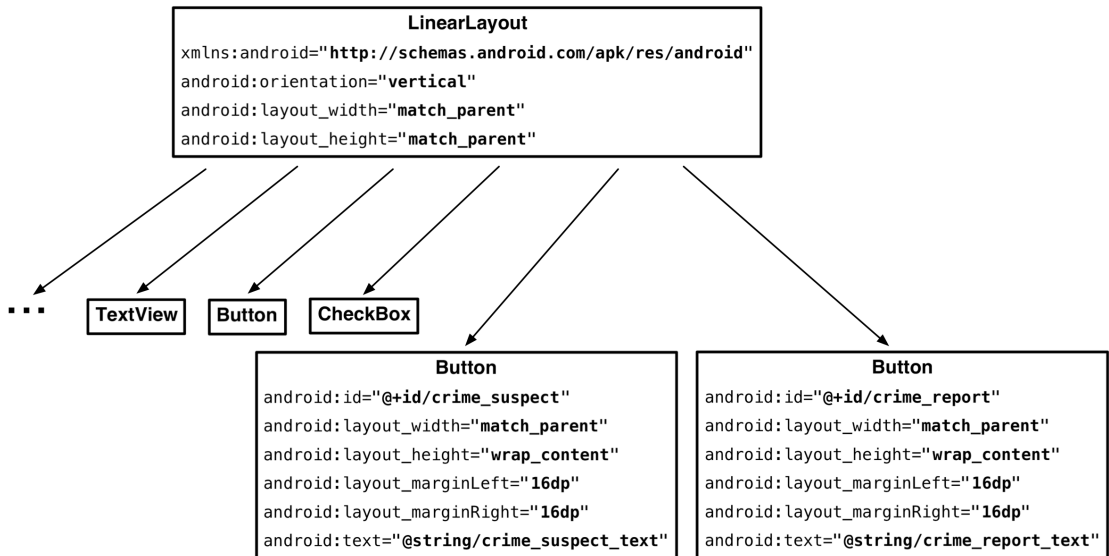 LinearLayout
xmlns:android="http://schemas.android.com/apk/res/android"
android:orientation="vertical"
android:layout_width="match_parent"
android:layout_height="match_parent"
...
TextView
Button
CheckBox
Button
android:id="@+id/crime_suspect"
android:layout_width="match_parent"
android:layout_height="wrap_content"
android:layout_marginLeft="16dp"
android:layout_marginRight="16dp"
android:text="@string/crime_suspect_text"
Button
android:id="@+id/crime_report"
android:layout_width="match_parent"
android:layout_height="wrap_content"
android:layout_marginLeft="16dp"
android:layout_marginRight="16dp"
android:text="@string/crime_report_text"